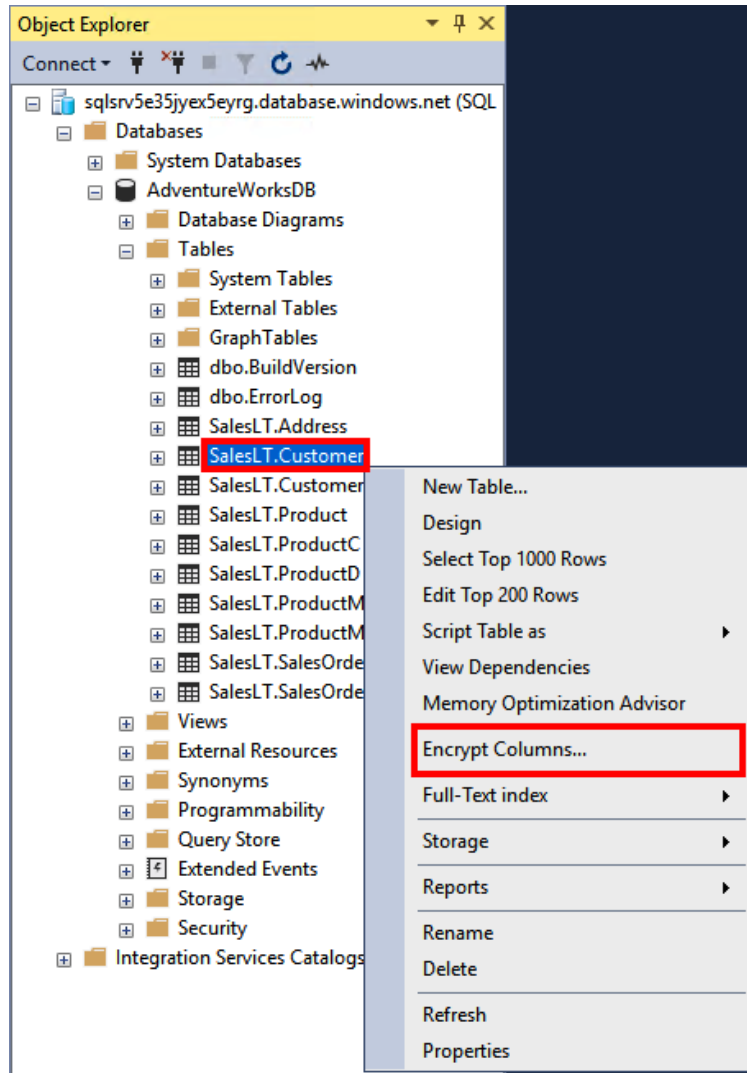 Object Explorer
Connect
sqlsrv5e35jyex5eyrg.database.windows.net (SQL
Databases
System Databases
AdventureWorksDB
Database Diagrams
Tables
System Tables
External Tables
GraphTables
dbo.BuildVersion
dbo.ErrorLog
SalesLT.Address
SalesLT.Customer
SalesLT.Customer
SalesLT.Product
SalesLT.ProductC
SalesLT.ProductD
SalesLT.ProductM
SalesLT.ProductM
SalesLT.SalesOrde
SalesLT.SalesOrde
Views
External Resources
Synonyms
Programmability
Query Store
Extended Events
Storage
Security
Integration Services Catalogs
New Table...
Design
Select Top 1000 Rows
Edit Top 200 Rows
Script Table as
View Dependencies
Memory Optimization Advisor
Encrypt Columns...
Full-Text index
Storage
Reports
Rename
Delete
Refresh
Properties